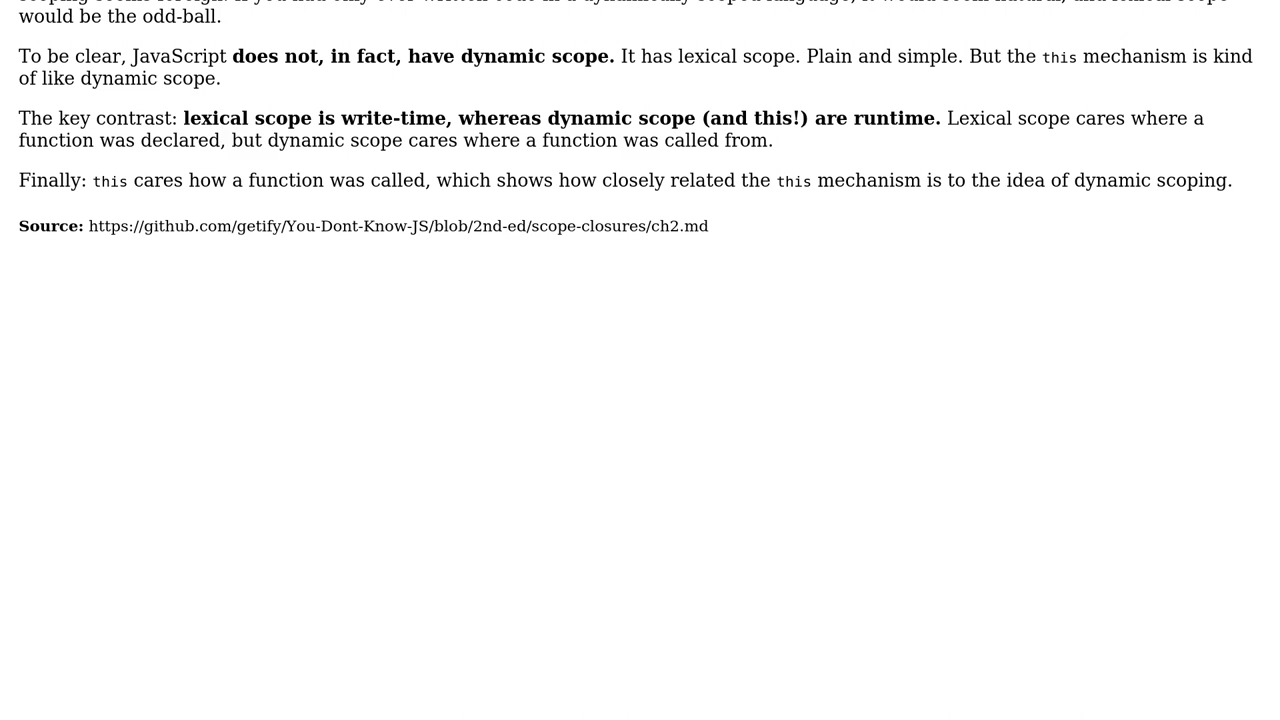 would be the odd-ball.
To be clear, JavaScript does not, in fact, have dynamic scope. It has lexical scope. Plain and simple. But the this mechanism is kind
of like dynamic scope.
The key contrast: lexical scope is write-time, whereas dynamic scope (and this!) are runtime. Lexical scope cares where a
function was declared, but dynamic scope cares where a function was called from.
Finally: this cares how a function was called, which shows how closely related the this mechanism is to the idea of dynamic scoping.
Source: https://github.com/getify/You-Dont-Know-JS/blob/2nd-ed/scope-closures/ch2.md